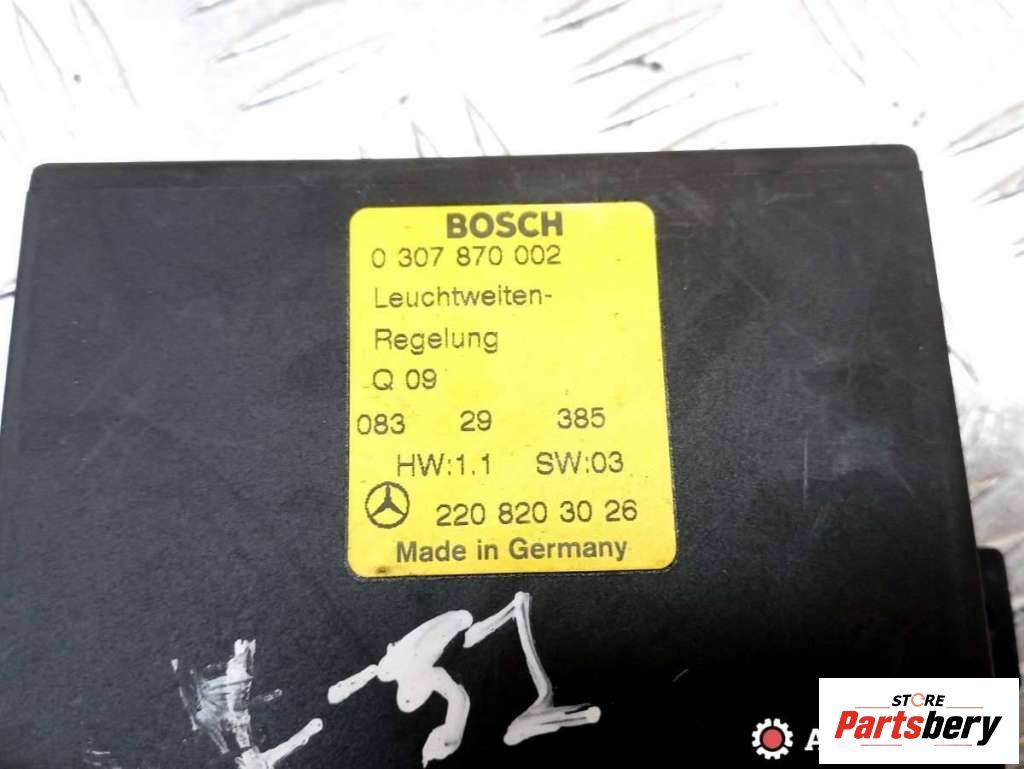 BOSCH
0 307 870 002
Leuchtweiten-
Regelung
Q 09
083 29 385
HW:1.1 SW:03
220 820 30 26
Made in Germany
STORE
Partsbery